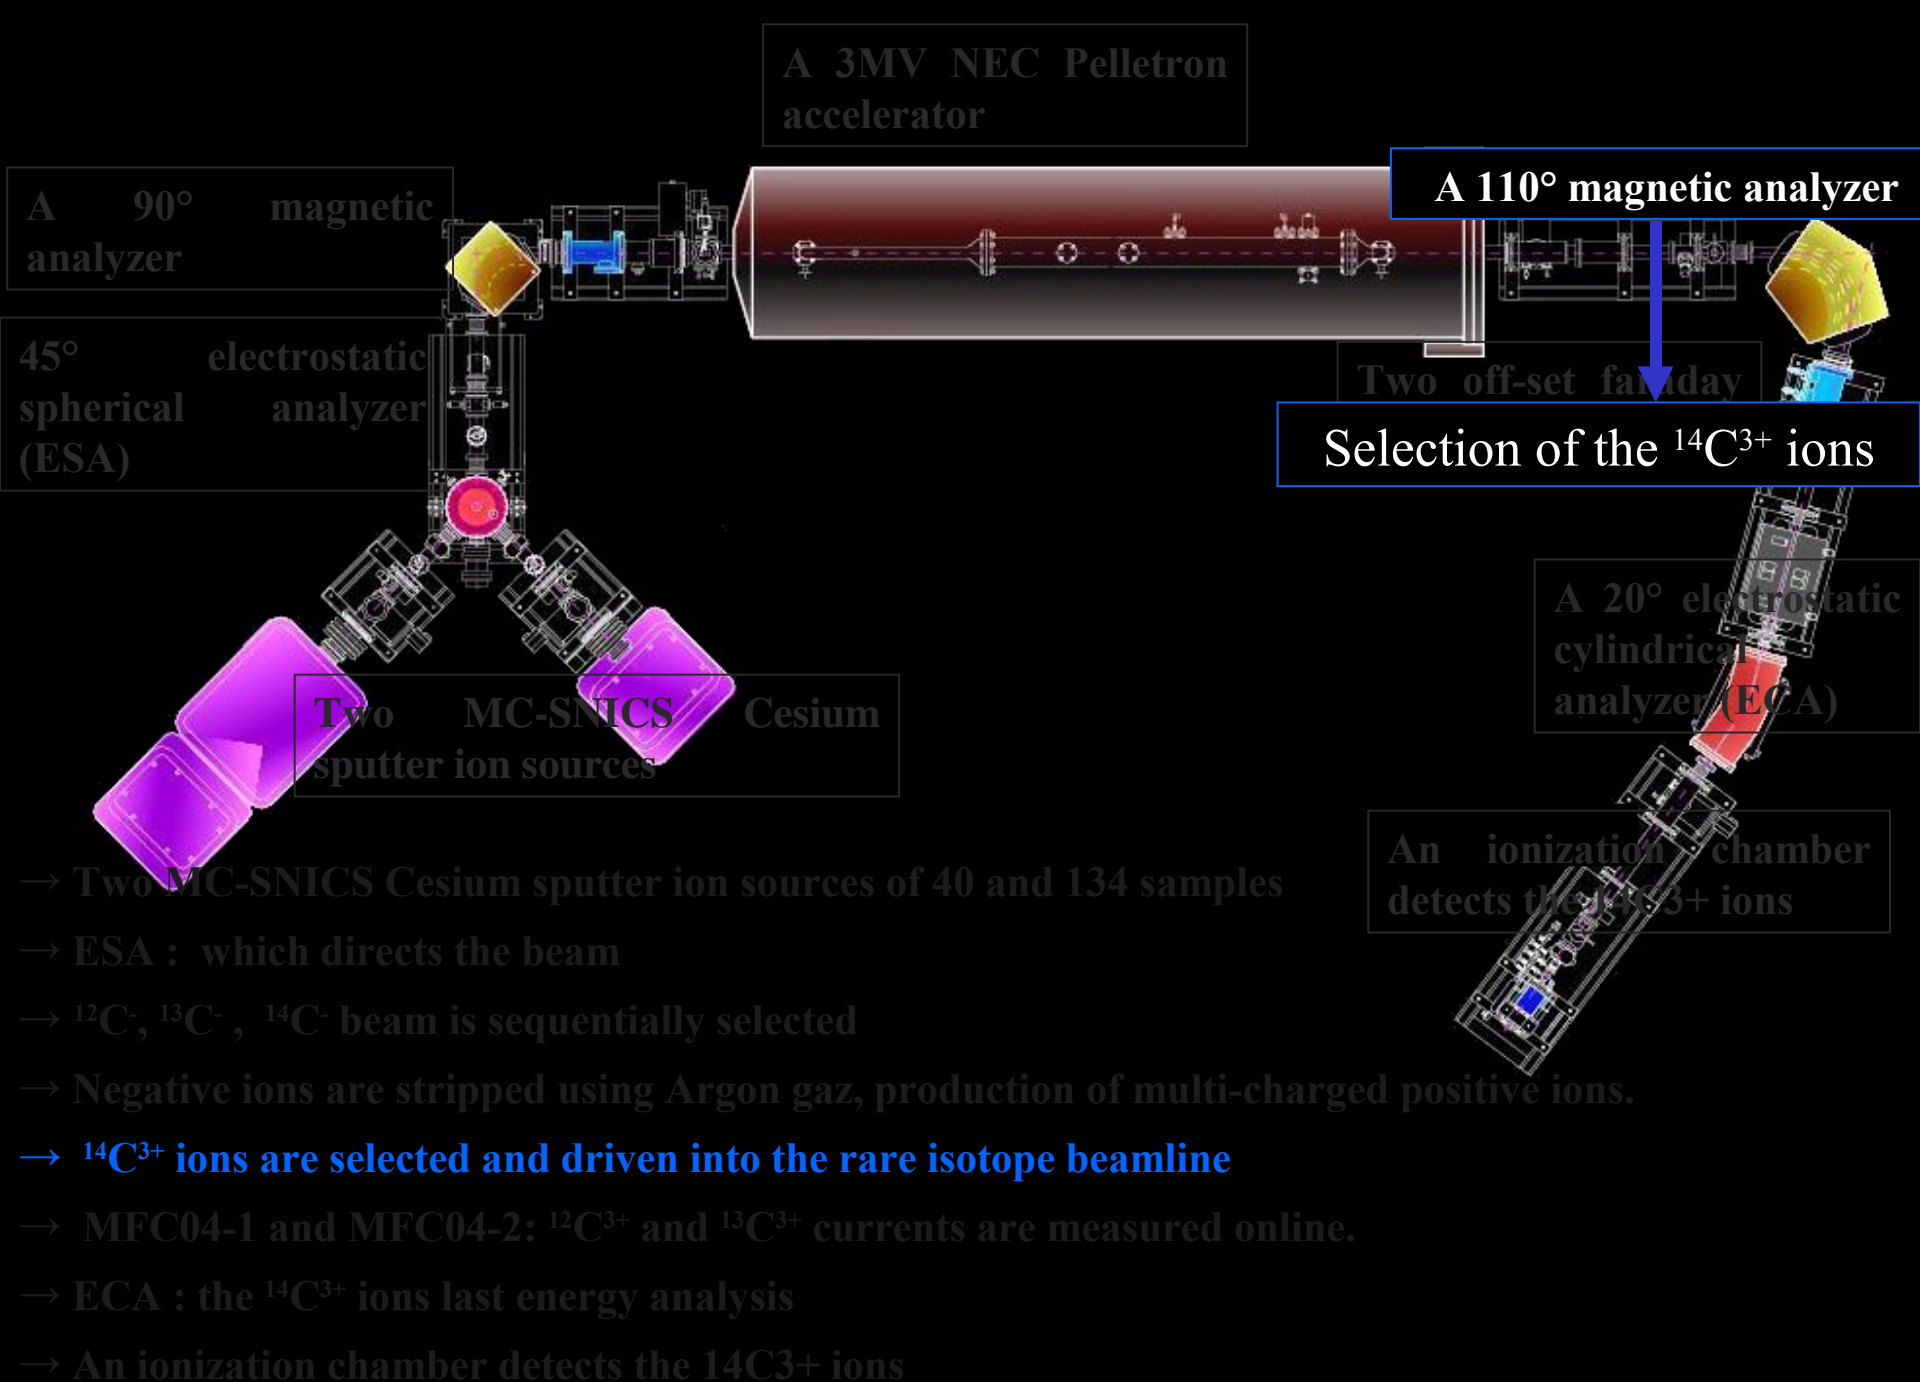 A 3MV NEC Pelletron
accelerator
A 90° magnetic
analyzer
A 110° magnetic analyzer
45° electrostatic
spherical analyzer
(ESA)
Two off-set faraday
Selection of the ¹⁴C³⁺ ions
A 20° electrostatic
cylindrical
analyzer (ECA)
Two MC-SNICS Cesium
sputter ion sources
An ionization chamber
detects the 14C3+ ions
→ Two MC-SNICS Cesium sputter ion sources of 40 and 134 samples
→ ESA : which directs the beam
→ ¹²C⁻, ¹³C⁻ , ¹⁴C⁻ beam is sequentially selected
→ Negative ions are stripped using Argon gaz, production of multi-charged positive ions.
→ ¹⁴C³⁺ ions are selected and driven into the rare isotope beamline
→ MFC04-1 and MFC04-2: ¹²C³⁺ and ¹³C³⁺ currents are measured online.
→ ECA : the ¹⁴C³⁺ ions last energy analysis
→ An ionization chamber detects the 14C3+ ions